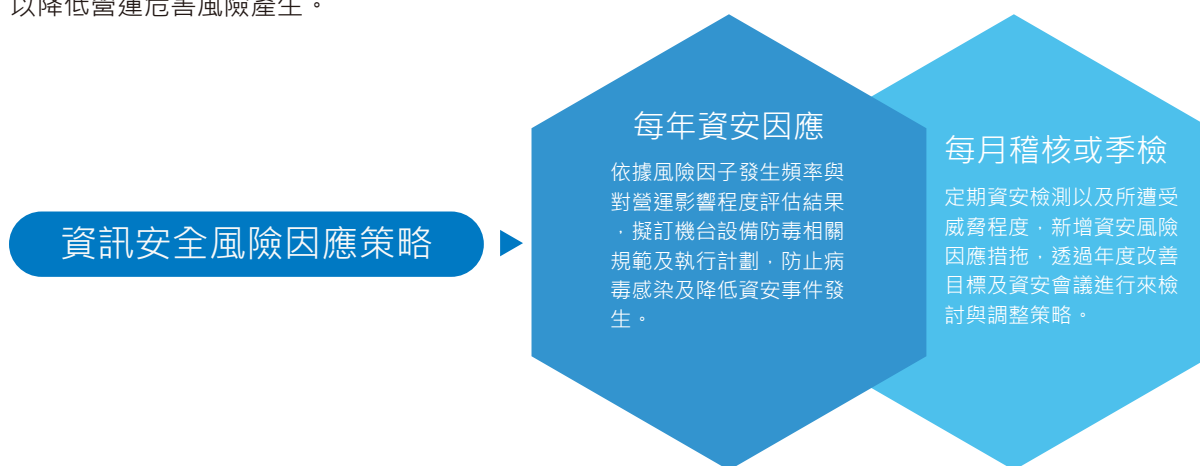 以降低營運危害風險產生。
資訊安全風險因應策略
每年資安因應
依據風險因子發生頻率與
對營運影響程度評估結果
，擬訂機台設備防毒相關
規範及執行計劃，防止病
毒感染及降低資安事件發
生。
每月稽核或季檢
定期資安檢測以及所遭受
威脅程度，新增資安風險
因應措拖，透過年度改善
目標及資安會議進行來檢
討與調整策略。